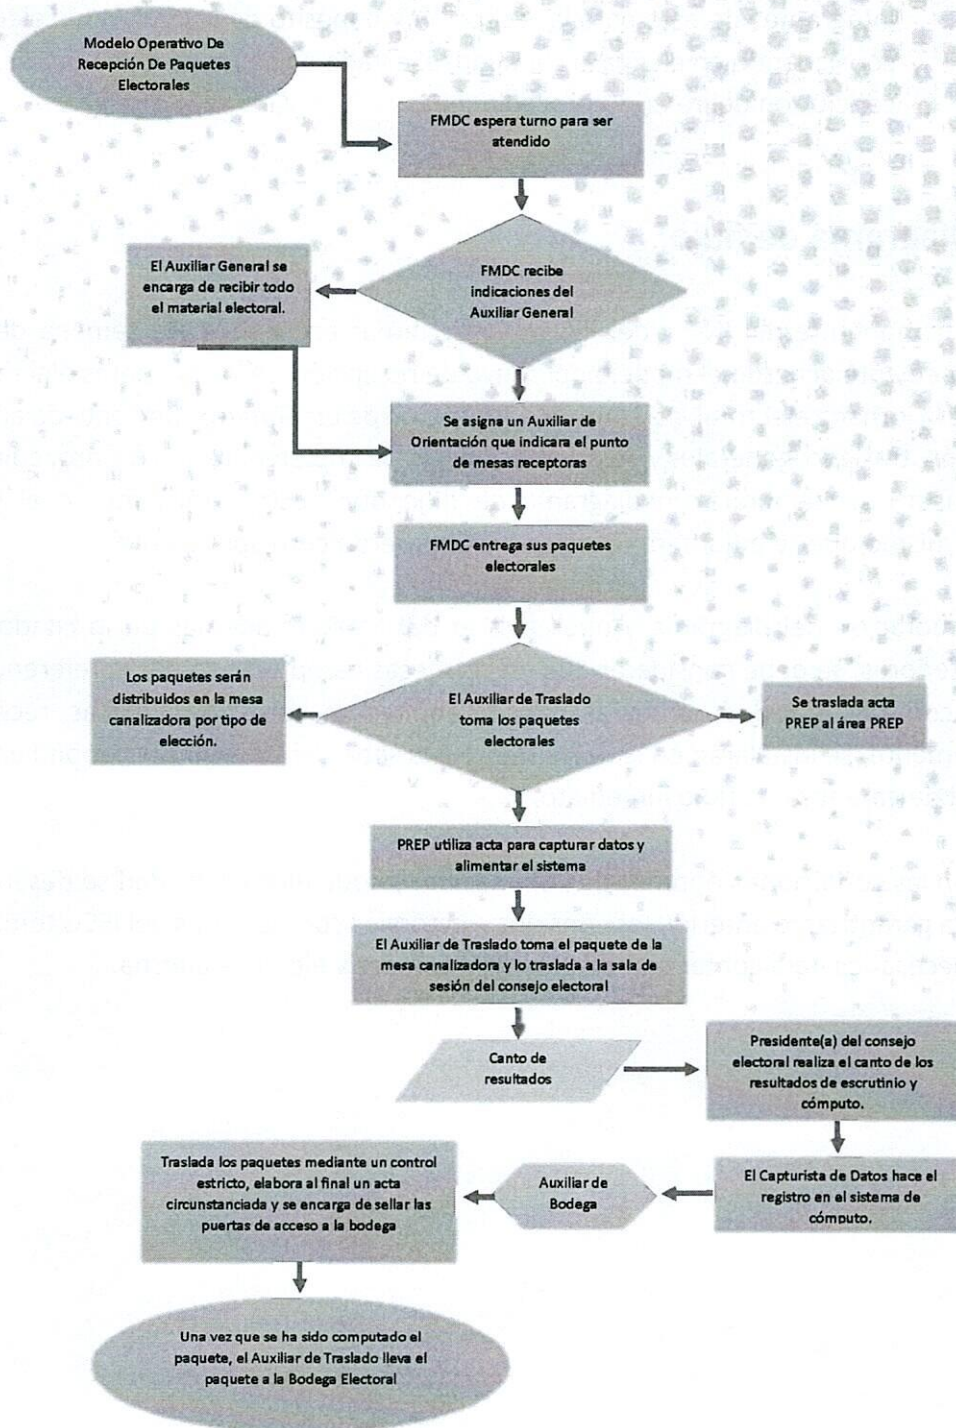 Modelo Operativo De
Recepción De Paquetes
Electorales
FMDC espera turno para ser
atendido
FMDC recibe
indicaciones del
Auxiliar General
El Auxiliar General se
encarga de recibir todo
el material electoral.
Se asigna un Auxiliar de
Orientación que indicara el punto
de mesas receptoras
FMDC entrega sus paquetes
electorales
El Auxiliar de Traslado
toma los paquetes
electorales
Los paquetes serán
distribuidos en la mesa
canalizadora por tipo de
elección.
Se traslada acta
PREP al área PREP
PREP utiliza acta para capturar datos y
alimentar el sistema
El Auxiliar de Traslado toma el paquete de la
mesa canalizadora y lo traslada a la sala de
sesión del consejo electoral
Canto de
resultados
Presidente(a) del consejo
electoral realiza el canto de los
resultados de escrutinio y
cómputo.
El Capturista de Datos hace el
registro en el sistema de
cómputo.
Auxiliar de
Bodega
Traslada los paquetes mediante un control
estricto, elabora al final un acta
circunstanciada y se encarga de sellar las
puertas de acceso a la bodega
Una vez que se ha sido computado el
paquete, el Auxiliar de Traslado lleva el
paquete a la Bodega Electoral